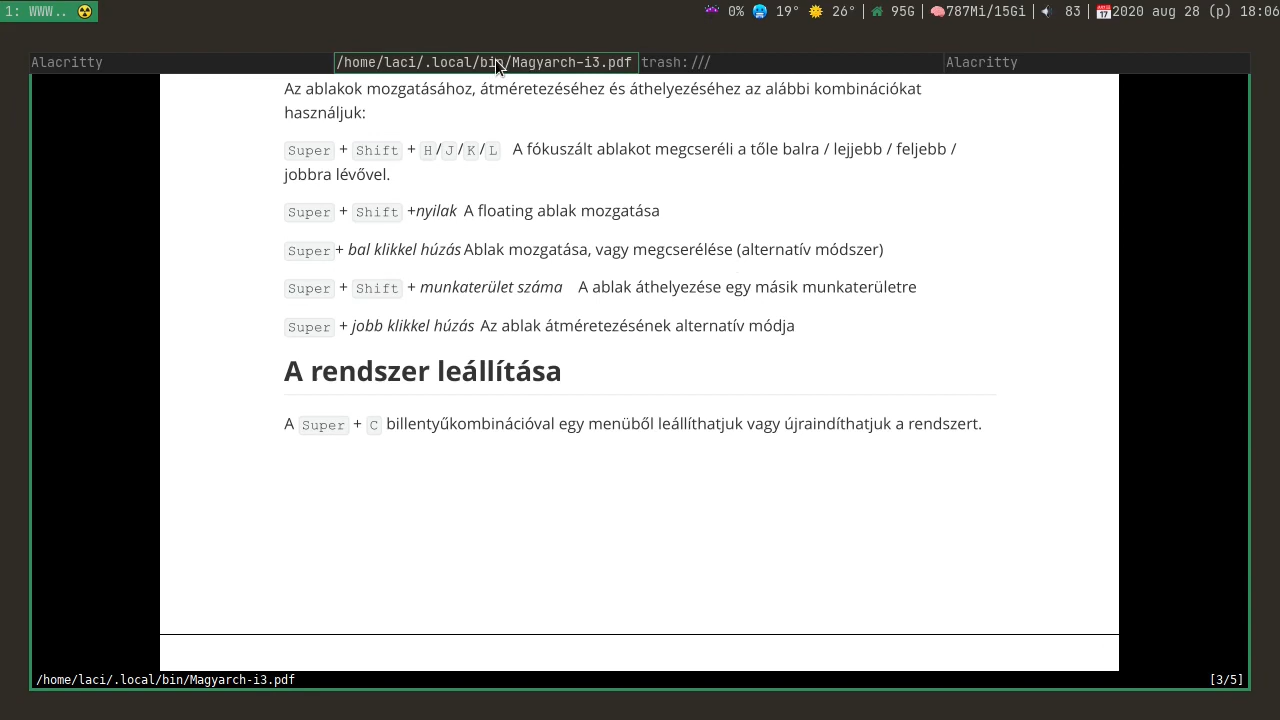 1: WWW.. ☢ 👾 0% 🥶 19° 🌞 26° | 95G | 🧠787Mi/15Gi | 83 | 📅2020 aug 28 (p) 18:06
Alacritty /home/laci/.local/bin/Magyarch-i3.pdf trash:/// Alacritty
Az ablakok mozgatásához, átméretezéséhez és áthelyezéséhez az alábbi kombinációkat
használjuk:
Super + Shift + H/J/K/L A fókuszált ablakot megcseréli a tőle balra / lejjebb / feljebb /
jobbra lévővel.
Super + Shift +nyilak A floating ablak mozgatása
Super+ bal klikkel húzás Ablak mozgatása, vagy megcserélése (alternatív módszer)
Super + Shift + munkaterület száma A ablak áthelyezése egy másik munkaterületre
Super + jobb klikkel húzás Az ablak átméretezésének alternatív módja
A rendszer leállítása
A Super + C billentyűkombinációval egy menüből leállíthatjuk vagy újraindíthatjuk a rendszert.
/home/laci/.local/bin/Magyarch-i3.pdf [3/5]